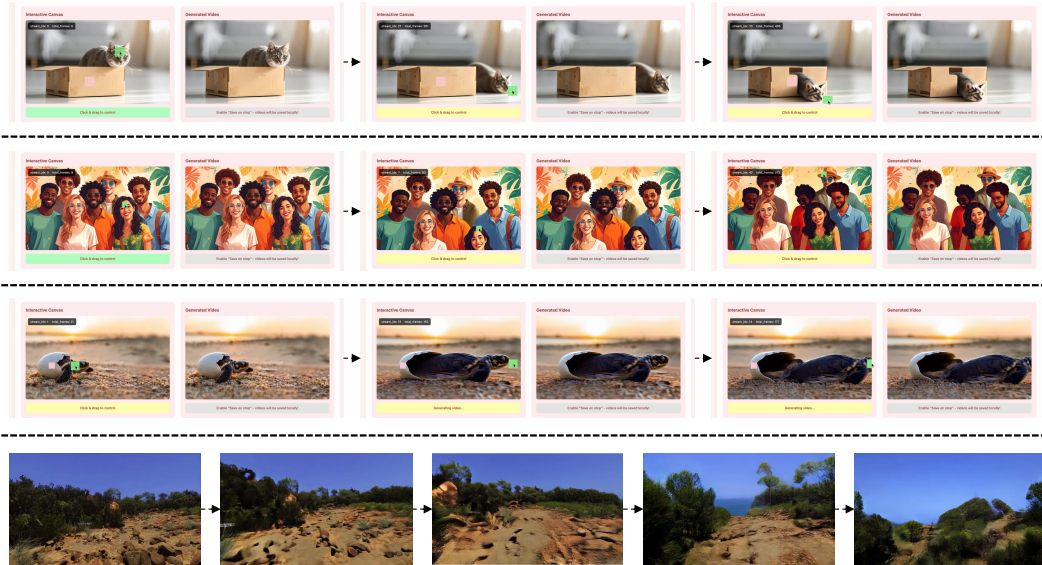 Interactive Canvas
Generated Video
Interactive Canvas
Generated Video
Interactive Canvas
Generated Video
Click & drag to control
Enable "Save on stop" – videos will be saved locally!
Click & drag to control
Enable "Save on stop" – videos will be saved locally!
Click & drag to control
Enable "Save on stop" – videos will be saved locally!
Interactive Canvas
Generated Video
Interactive Canvas
Generated Video
Interactive Canvas
Generated Video
Click & drag to control
Enable "Save on stop" – videos will be saved locally!
Click & drag to control
Enable "Save on stop" – videos will be saved locally!
Click & drag to control
Enable "Save on stop" – videos will be saved locally!
Interactive Canvas
Generated Video
Interactive Canvas
Generated Video
Interactive Canvas
Generated Video
Click & drag to control
Enable "Save on stop" – videos will be saved locally!
Generating video...
Enable "Save on stop" – videos will be saved locally!
Generating video...
Enable "Save on stop" – videos will be saved locally!